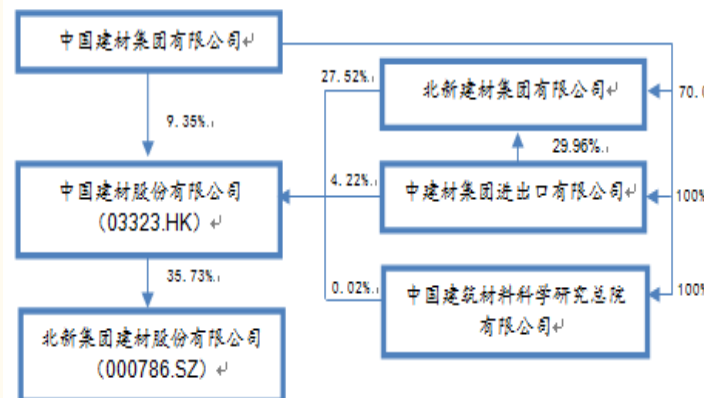 中国建材集团有限公司↵
27.52%
北新建材集团有限公司↵
70.0
9.35%
29.96%
中国建材股份有限公司
（03323.HK）↵
4.22%
中建材集团进出口有限公司↵
100%
35.73%
0.02%
中国建筑材料科学研究总院
有限公司↵
100%
北新集团建材股份有限公司
（000786.SZ）↵